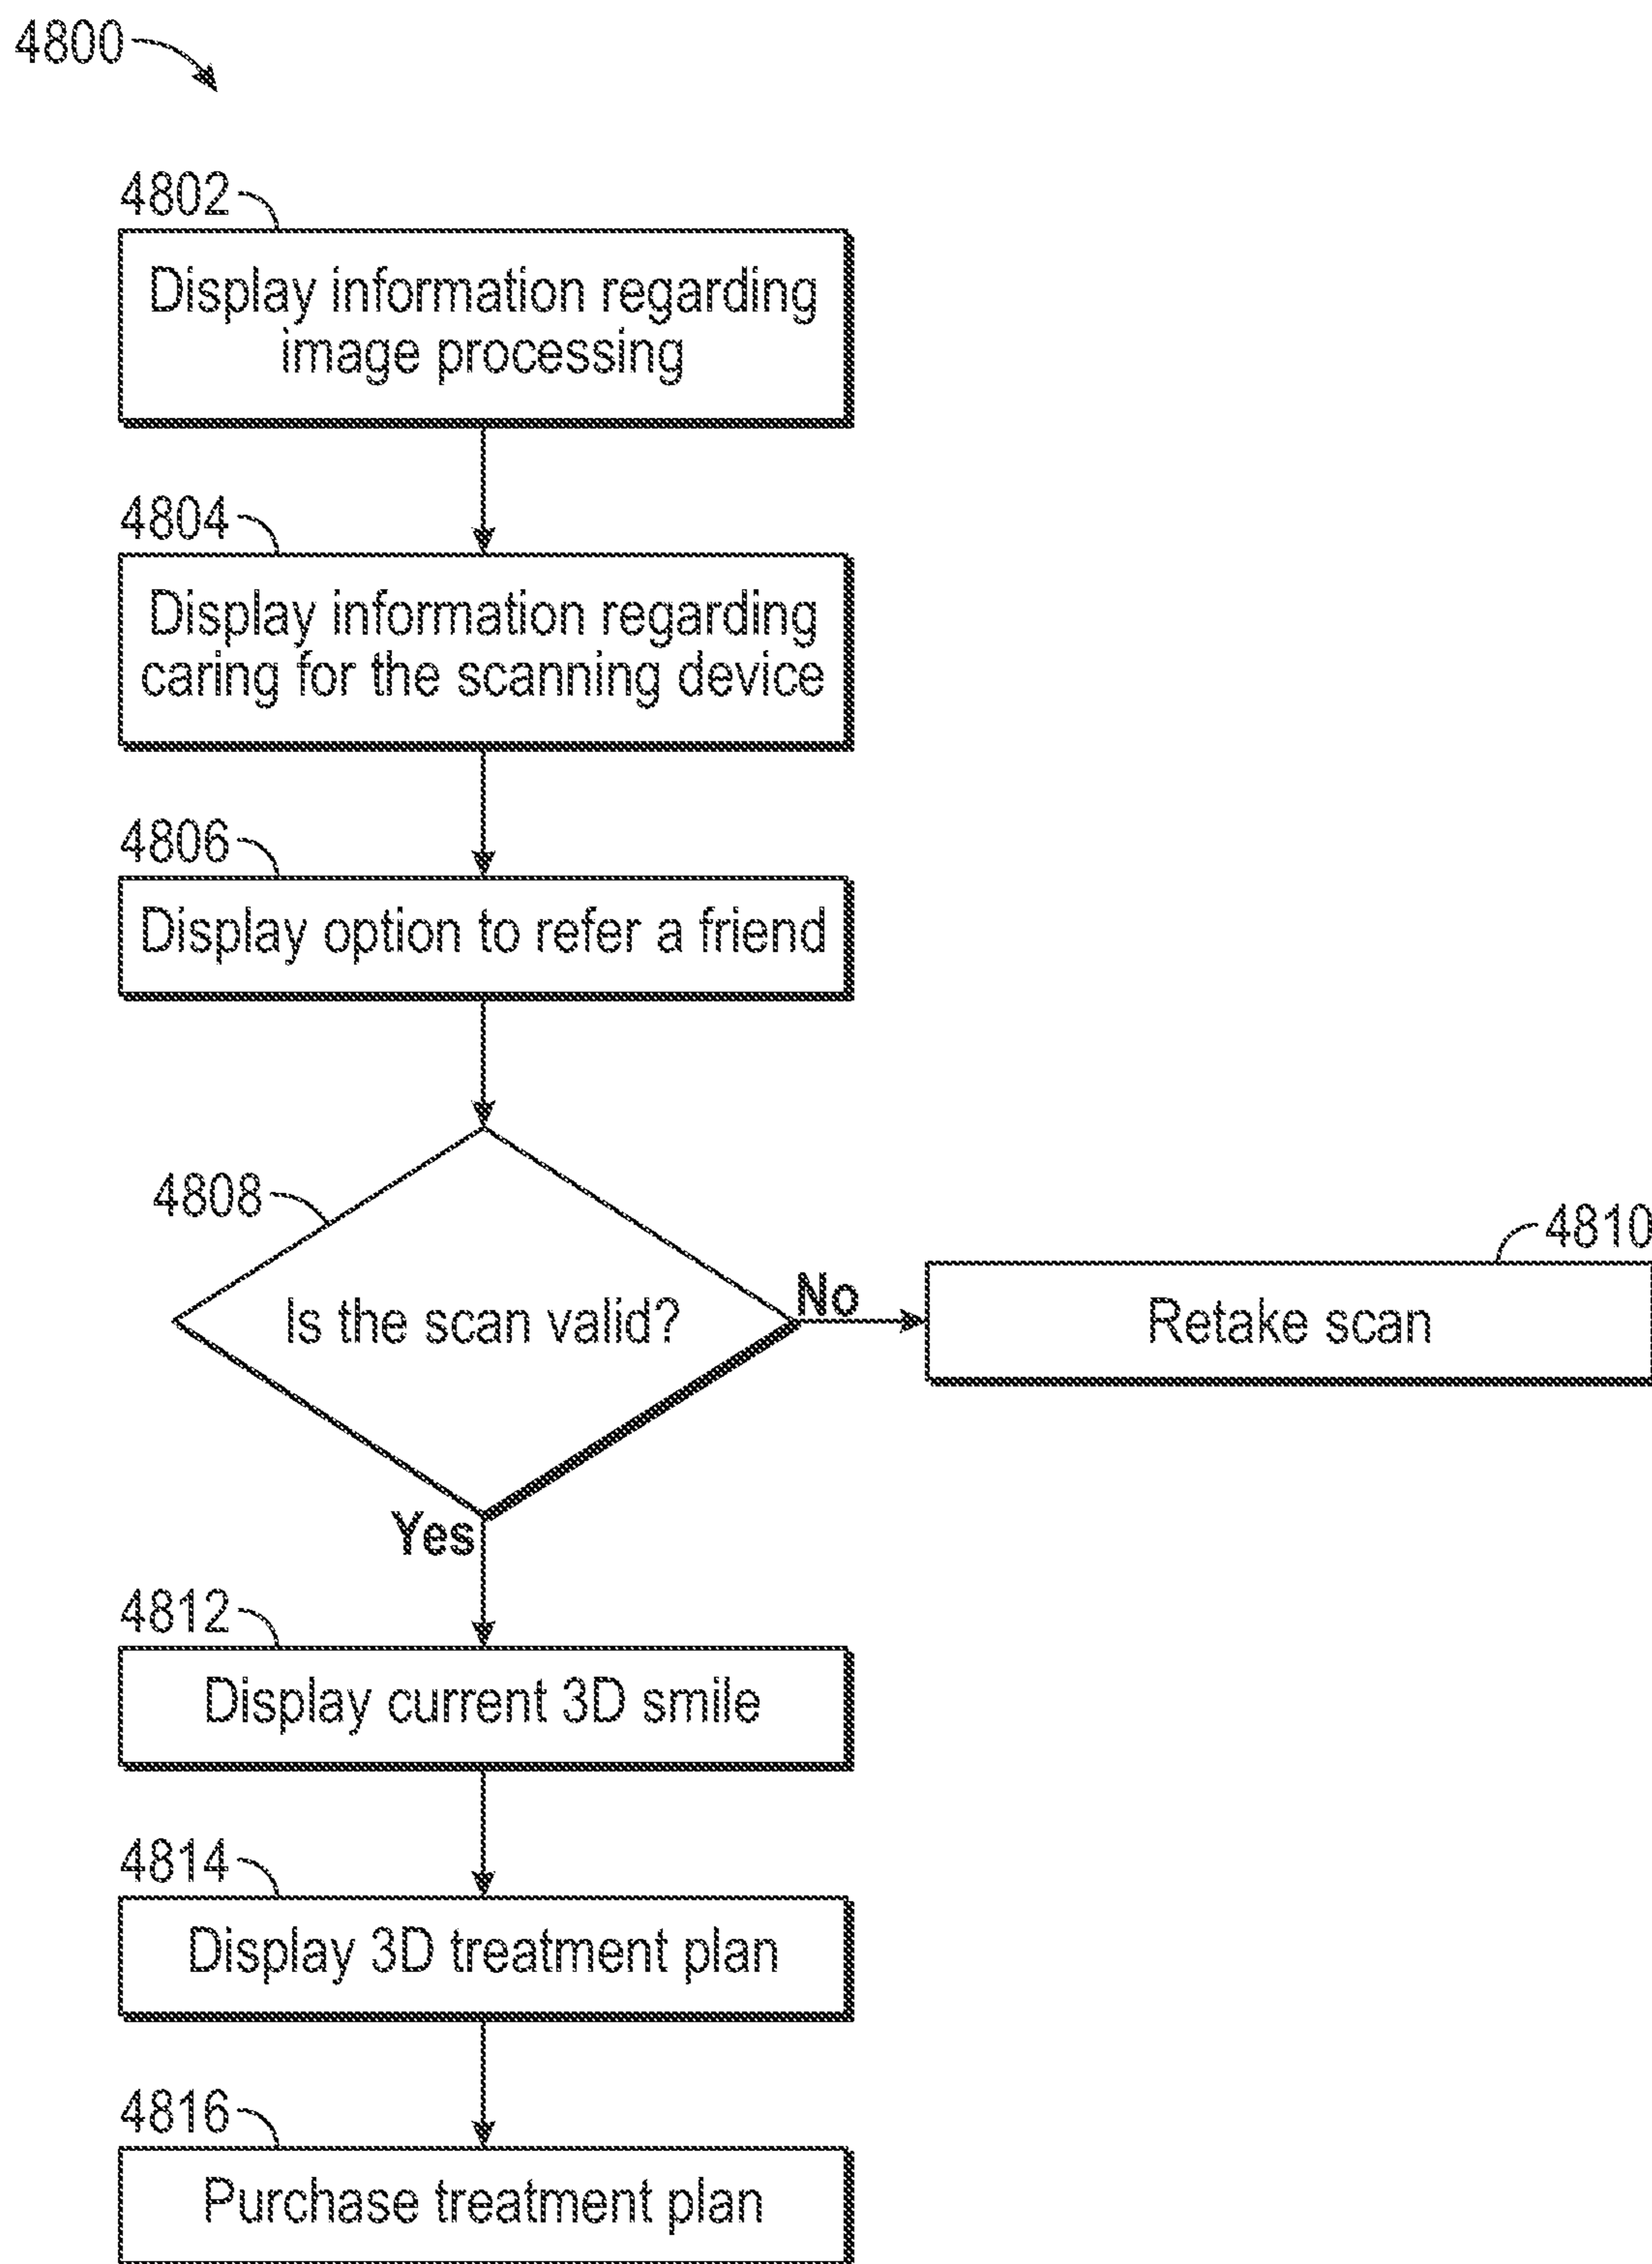 4800
4802
Display information regarding
image processing
4804
Display information regarding
caring for the scanning device
4806
Display option to refer a friend
4808
Is the scan valid?
No
4810
Retake scan
Yes
4812
Display current 3D smile
4814
Display 3D treatment plan
4816
Purchase treatment plan